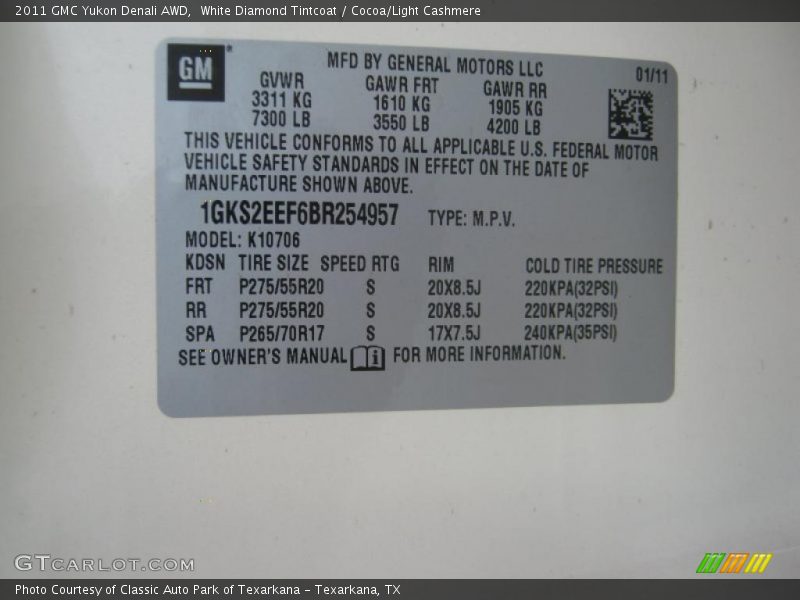 2011 GMC Yukon Denali AWD,  White Diamond Tintcoat / Cocoa/Light Cashmere
GM
MFD BY GENERAL MOTORS LLC
01/11
GVWR GAWR FRT GAWR RR
3311 KG 1610 KG 1905 KG
7300 LB 3550 LB 4200 LB
THIS VEHICLE CONFORMS TO ALL APPLICABLE U.S. FEDERAL MOTOR
VEHICLE SAFETY STANDARDS IN EFFECT ON THE DATE OF
MANUFACTURE SHOWN ABOVE.
1GKS2EEF6BR254957 TYPE: M.P.V.
MODEL: K10706
KDSN TIRE SIZE SPEED RTG RIM COLD TIRE PRESSURE
FRT P275/55R20 S 20X8.5J 220KPA(32PSI)
RR P275/55R20 S 20X8.5J 220KPA(32PSI)
SPA P265/70R17 S 17X7.5J 240KPA(35PSI)
SEE OWNER'S MANUAL FOR MORE INFORMATION.
GTCARLOT.COM
Photo Courtesy of Classic Auto Park of Texarkana - Texarkana, TX